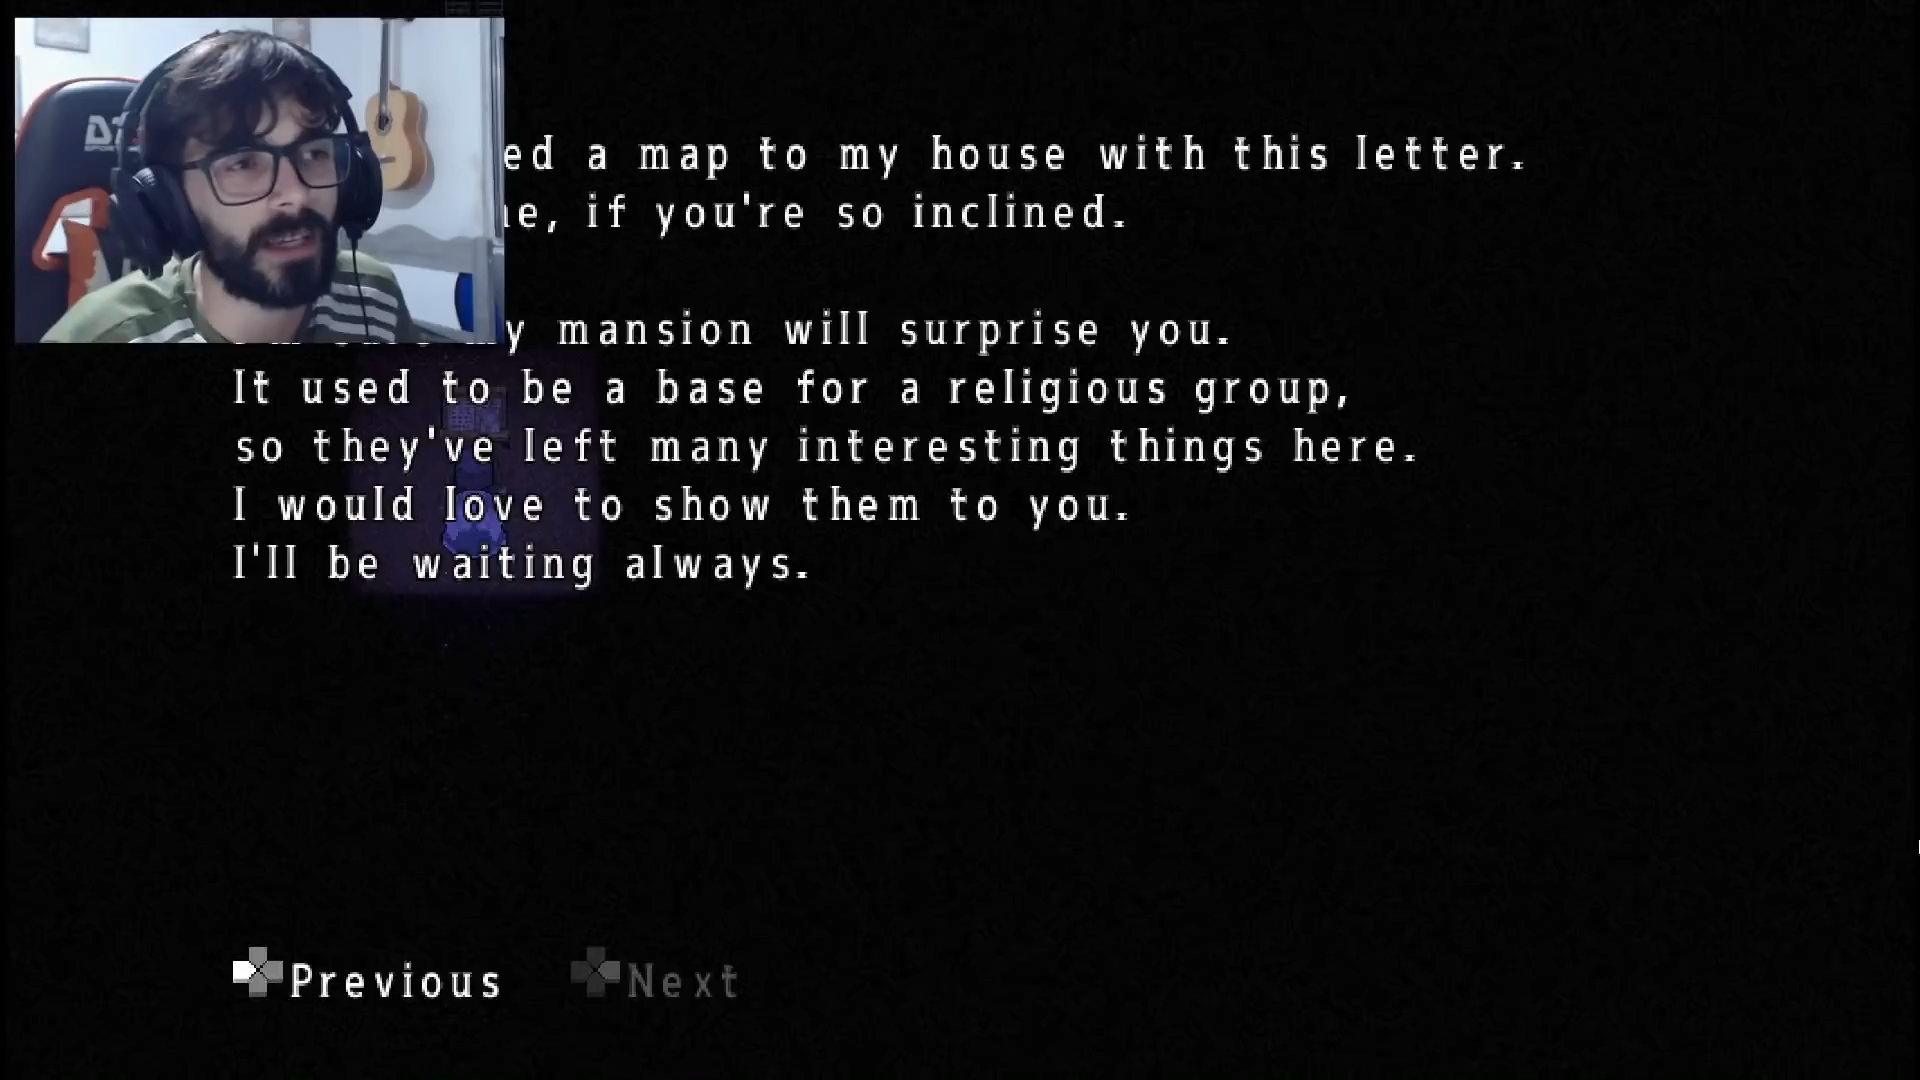 a map to my house with this letter.
if you're so inclined.
mansion will surprise you.
It used to be a base for a religious group,
so they've left many interesting things here.
I would love to show them to you.
I'll be waiting always.
Previous Next